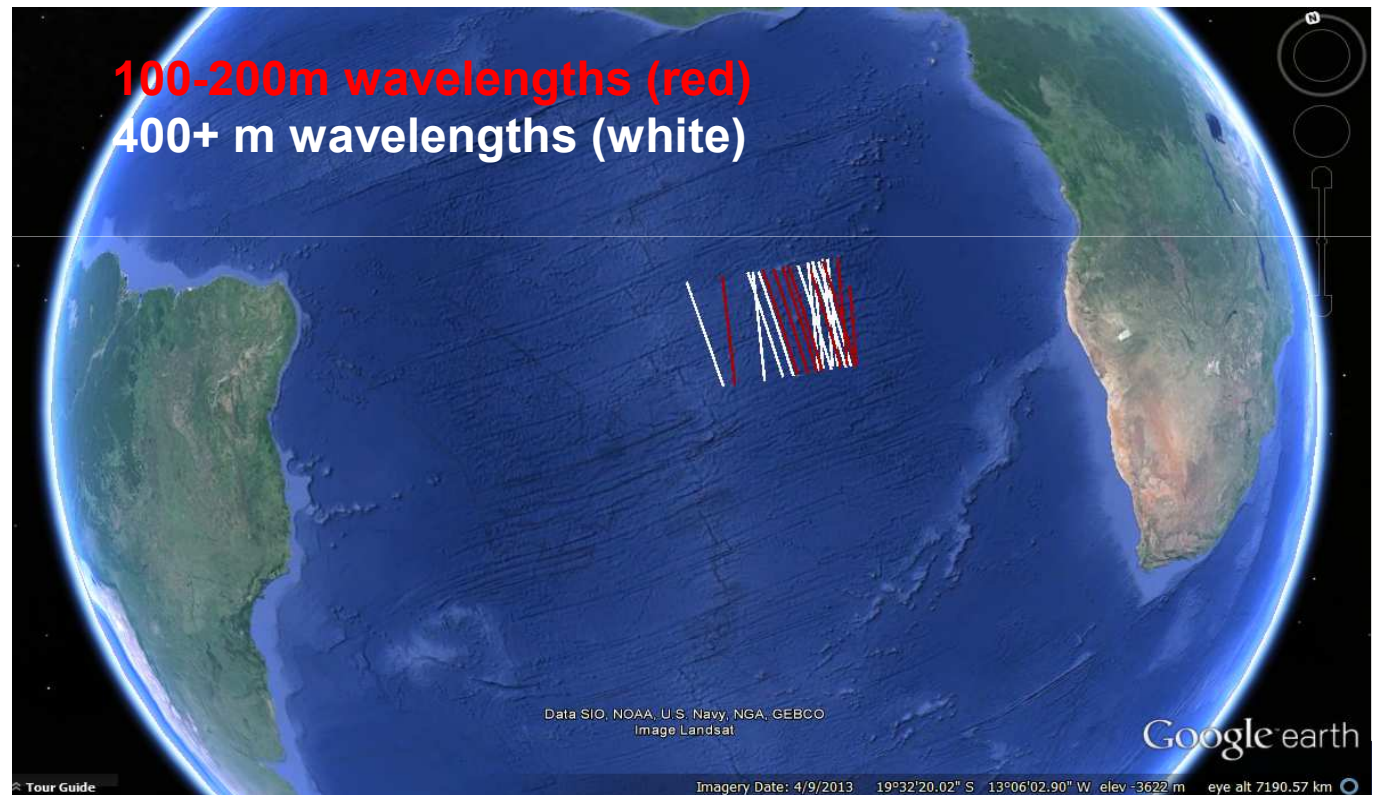 N
100-200m wavelengths (red)
400+ m wavelengths (white)
Data SIO, NOAA, U.S. Navy, NGA, GEBCO
Image Landsat
Google earth
Tour Guide
Imagery Date: 4/9/2013 19°32'20.02" S 13°06'02.90" W elev -3622 m eye alt 7190.57 km